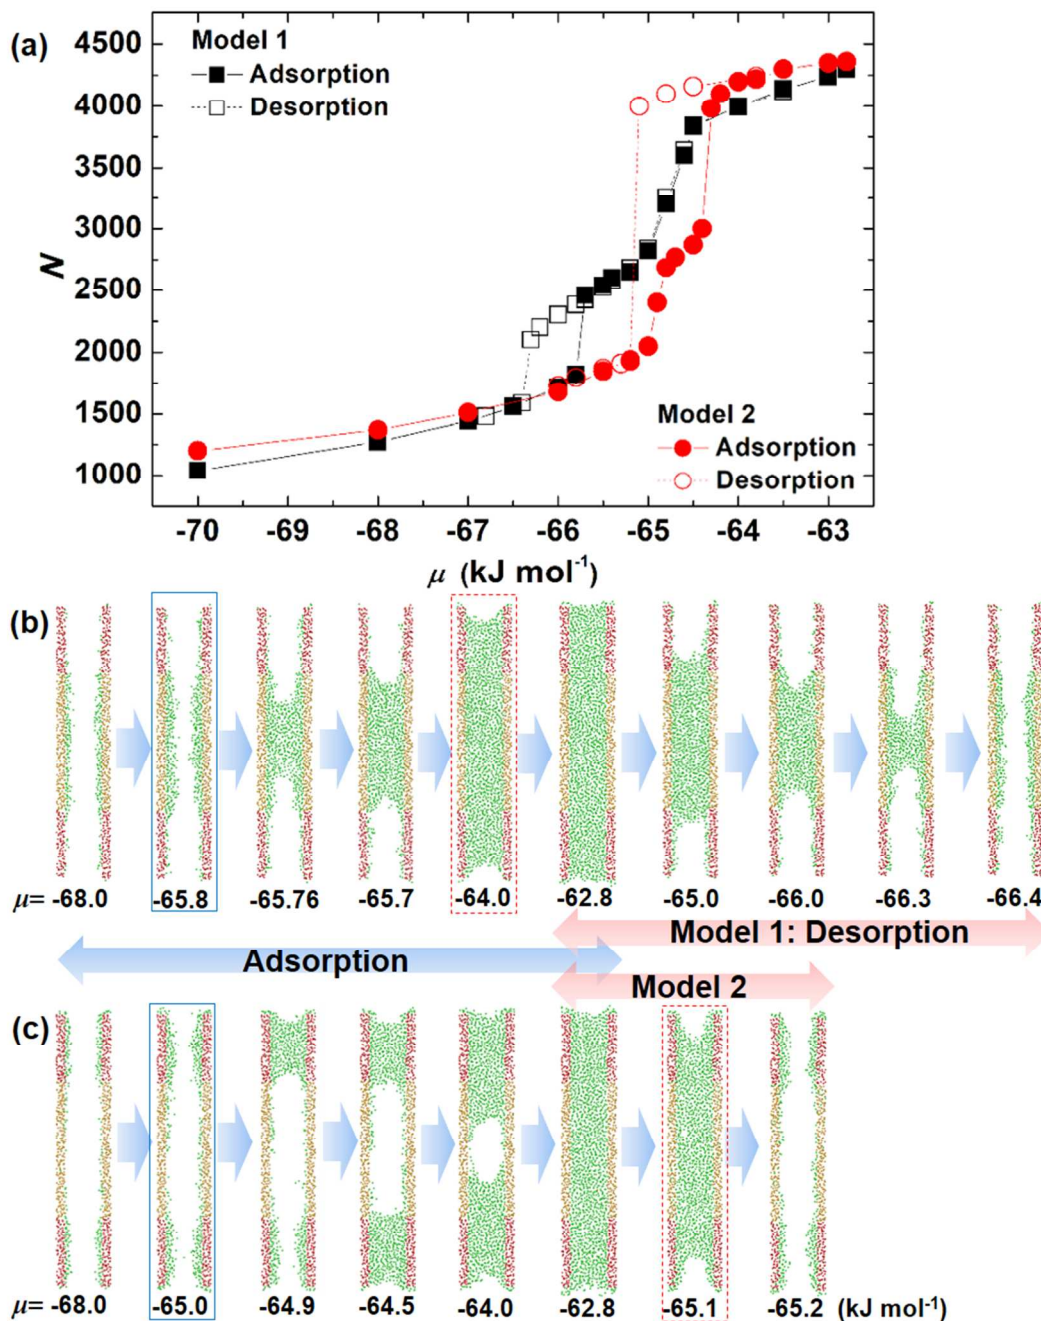 (a)
Model 1
Adsorption
Desorption
4500
4000
3500
3000
2500
2000
1500
1000
N
Model 2
Adsorption
Desorption
-70 -69 -68 -67 -66 -65 -64 -63
μ (kJ mol⁻¹)
(b)
μ= -68.0 -65.8 -65.76 -65.7 -64.0 -62.8 -65.0 -66.0 -66.3 -66.4
Model 1: Desorption
Adsorption
Model 2
(c)
μ= -68.0 -65.0 -64.9 -64.5 -64.0 -62.8 -65.1 -65.2 (kJ mol⁻¹)